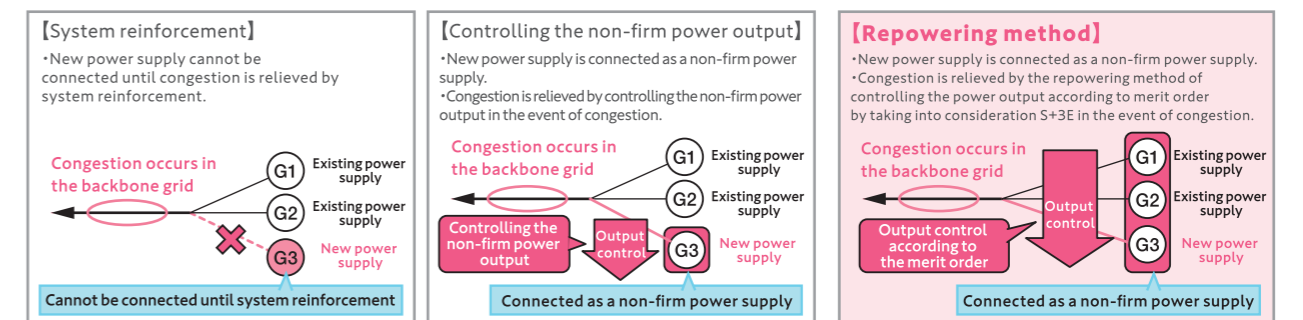 【System reinforcement】
・New power supply cannot be
connected until congestion is relieved by
system reinforcement.
Congestion occurs in
the backbone grid
G1
Existing power
supply
G2
Existing power
supply
G3
New power
supply
Cannot be connected until system reinforcement
【Controlling the non-firm power output】
・New power supply is connected as a non-firm power
supply.
・Congestion is relieved by controlling the non-firm power
output in the event of congestion.
Congestion occurs in
the backbone grid
G1
Existing power
supply
G2
Existing power
supply
Controlling the
non-firm power
output
Output
control
G3
New power
supply
Connected as a non-firm power supply
【Repowering method】
・New power supply is connected as a non-firm power supply.
・Congestion is relieved by the repowering method of
controlling the power output according to merit order
by taking into consideration S+3E in the event of congestion.
Congestion occurs in
the backbone grid
G1
Existing power
supply
G2
Existing power
supply
Output
control
Output control
according to
the merit order
G3
New power
supply
Connected as a non-firm power supply